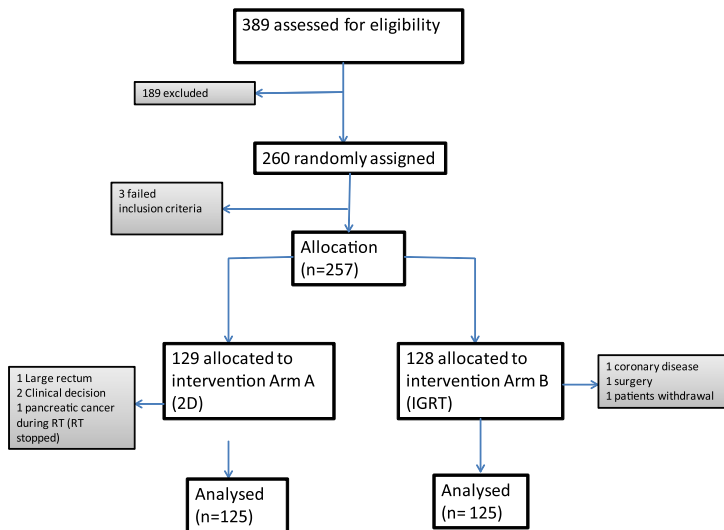 389 assessed for eligibility
189 excluded
260 randomly assigned
3 failed
inclusion criteria
Allocation
(n=257)
129 allocated to
intervention Arm A
(2D)
128 allocated to
intervention Arm B
(IGRT)
1 Large rectum
2 Clinical decision
1 pancreatic cancer
during RT (RT
stopped)
1 coronary disease
1 surgery
1 patients withdrawal
Analysed
(n=125)
Analysed
(n= 125)